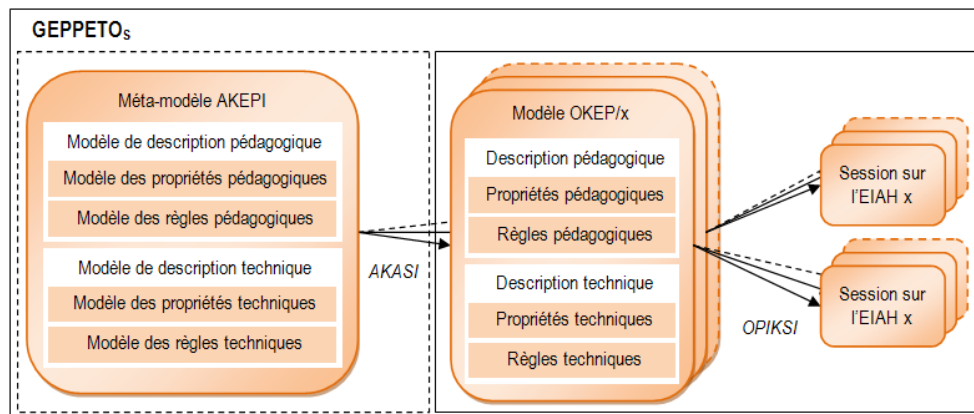 GEPPETOS
Méta-modèle AKEPI
Modèle de description pédagogique
Modèle des propriétés pédagogiques
Modèle des règles pédagogiques
Modèle de description technique
Modèle des propriétés techniques
Modèle des règles techniques
AKASI
Modèle OKEP/x
Description pédagogique
Propriétés pédagogiques
Règles pédagogiques
Description technique
Propriétés techniques
Règles techniques
OPIKSI
Session sur
l'EIAH x
Session sur
l'EIAH x